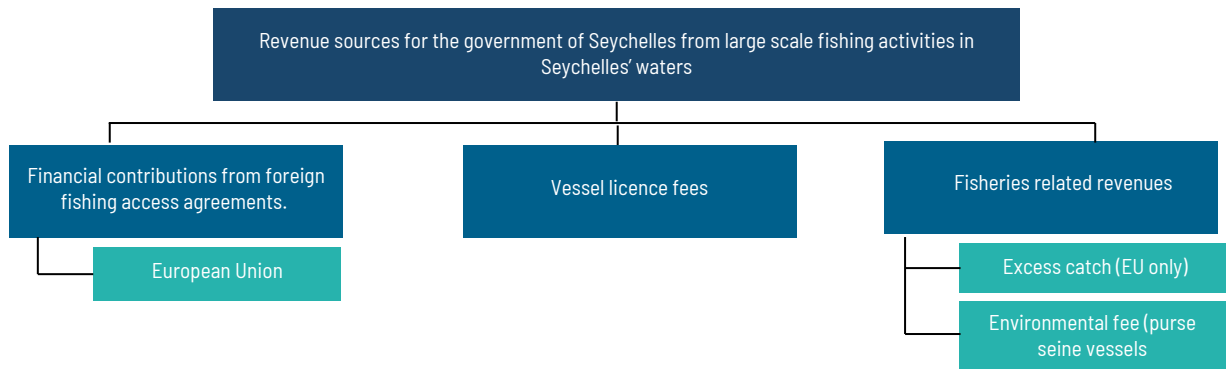 Revenue sources for the government of Seychelles from large scale fishing activities in
Seychelles' waters
Financial contributions from foreign
fishing access agreements.
Vessel licence fees
Fisheries related revenues
European Union
Excess catch (EU only)
Environmental fee (purse
seine vessels